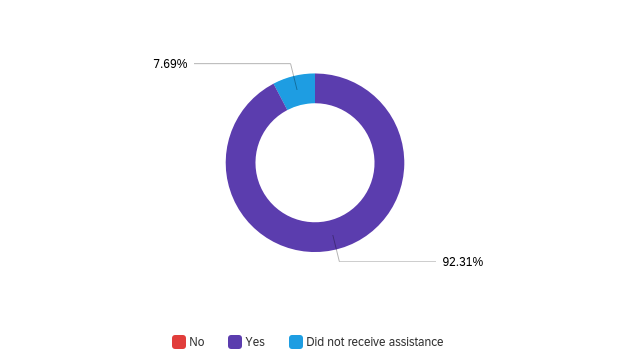 7.69%
92.31%
No Yes Did not receive assistance